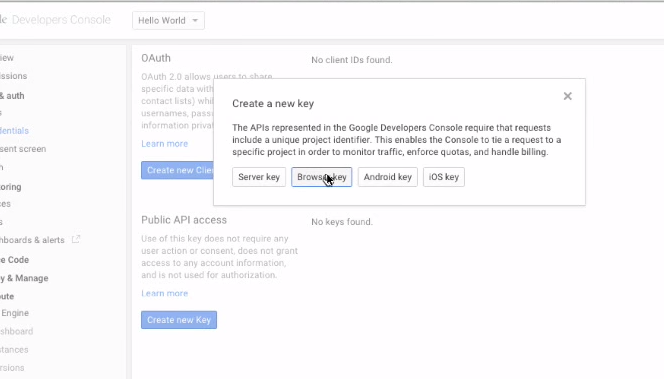 Developers Console
Hello World
OAuth
No client IDs found.
OAuth 2.0 allows users to share
specific data with
contact lists) whil
usernames, passw
information privat
Learn more
Create new Clien
Create a new key
The APIs represented in the Google Developers Console require that requests
include a unique project identifier. This enables the Console to tie a request to a
specific project in order to monitor traffic, enforce quotas, and handle billing.
Server key
Browser key
Android key
iOS key
Public API access
No keys found.
Use of this key does not require any
user action or consent, does not grant
access to any account information,
and is not used for authorization.
Learn more
Create new Key
iew
issions
& auth
s
dentials
sent screen
n
oring
ces
s
hboards & alerts
e Code
y & Manage
ute
Engine
shboard
stances
rsions